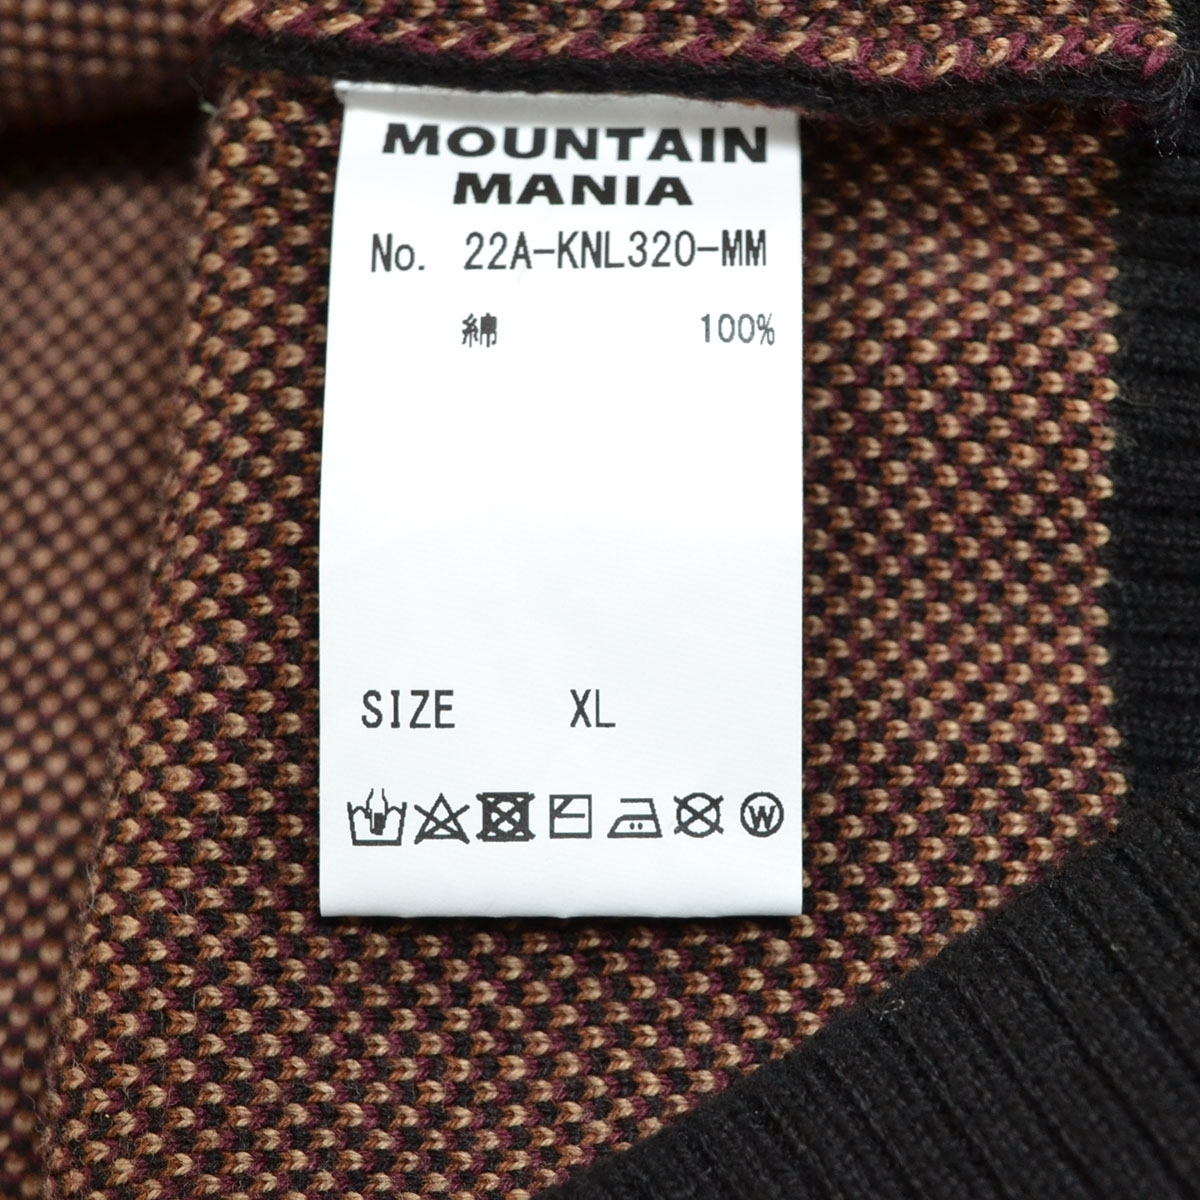 MOUNTAIN
MANIA
No. 22A-KNL320-MM
綿 100%
SIZE XL
W